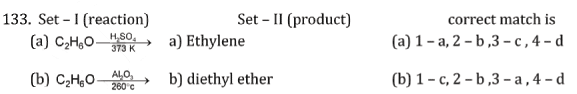 133. Set – I (reaction) Set – II (product) correct match is
(a) C₂H₆O H₂SO₄ 373 K → a) Ethylene (a) 1 – a, 2 – b ,3 – c , 4 – d
(b) C₂H₆O Al₂O₃ 260°c → b) diethyl ether (b) 1 – c, 2 – b ,3 – a , 4 – d